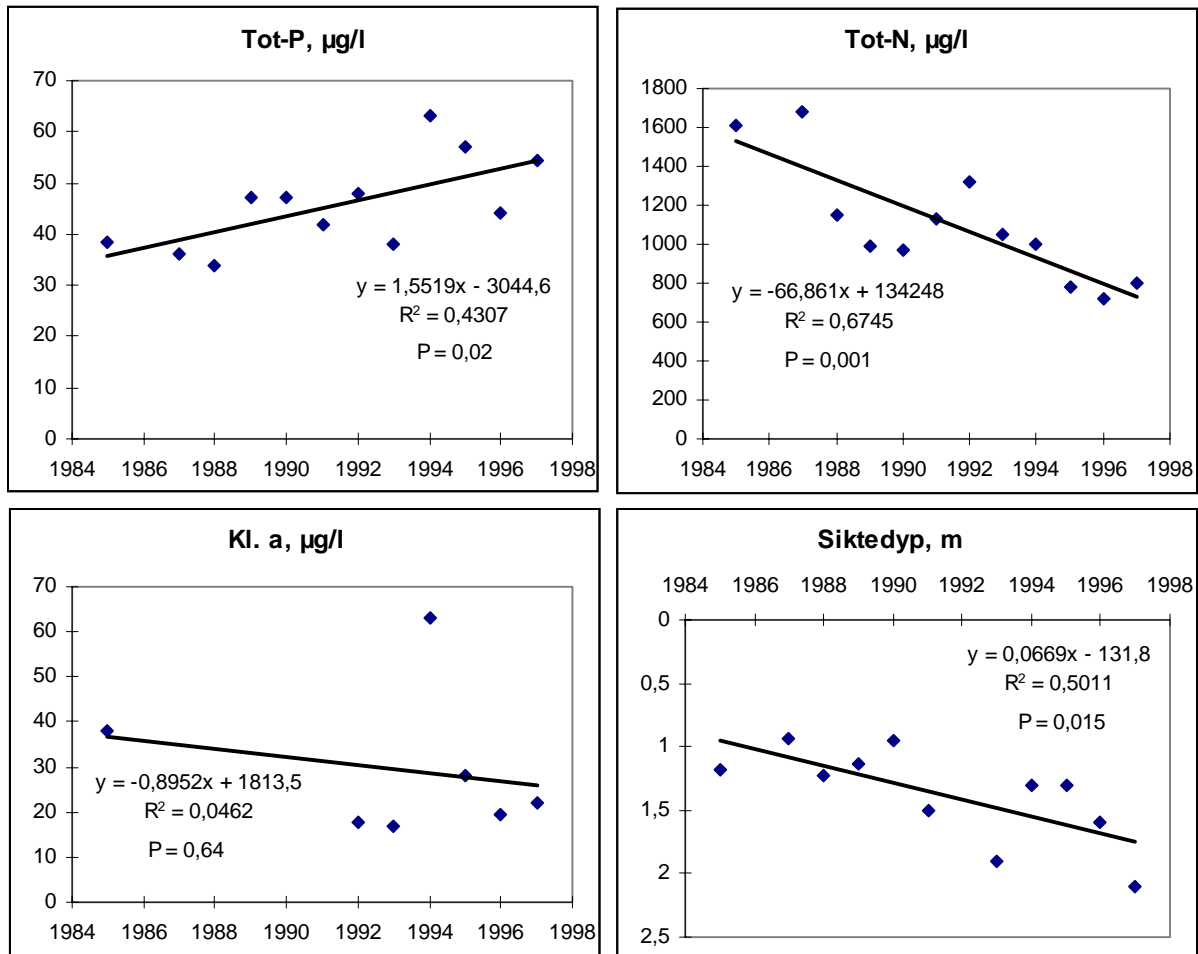 Tot-P, µg/l
70
60
50
40
30
20
10
0
y = 1,5519x - 3044,6
R² = 0,4307
P = 0,02
1984 1986 1988 1990 1992 1994 1996 1998
Tot-N, µg/l
1800
1600
1400
1200
1000
800
600
400
200
0
y = -66,861x + 134248
R² = 0,6745
P = 0,001
1984 1986 1988 1990 1992 1994 1996 1998
Kl. a, µg/l
70
60
50
40
30
20
10
0
y = -0,8952x + 1813,5
R² = 0,0462
P = 0,64
1984 1986 1988 1990 1992 1994 1996 1998
Siktedyp, m
1984 1986 1988 1990 1992 1994 1996 1998
0
0,5
1
1,5
2
2,5
y = 0,0669x - 131,8
R² = 0,5011
P = 0,015